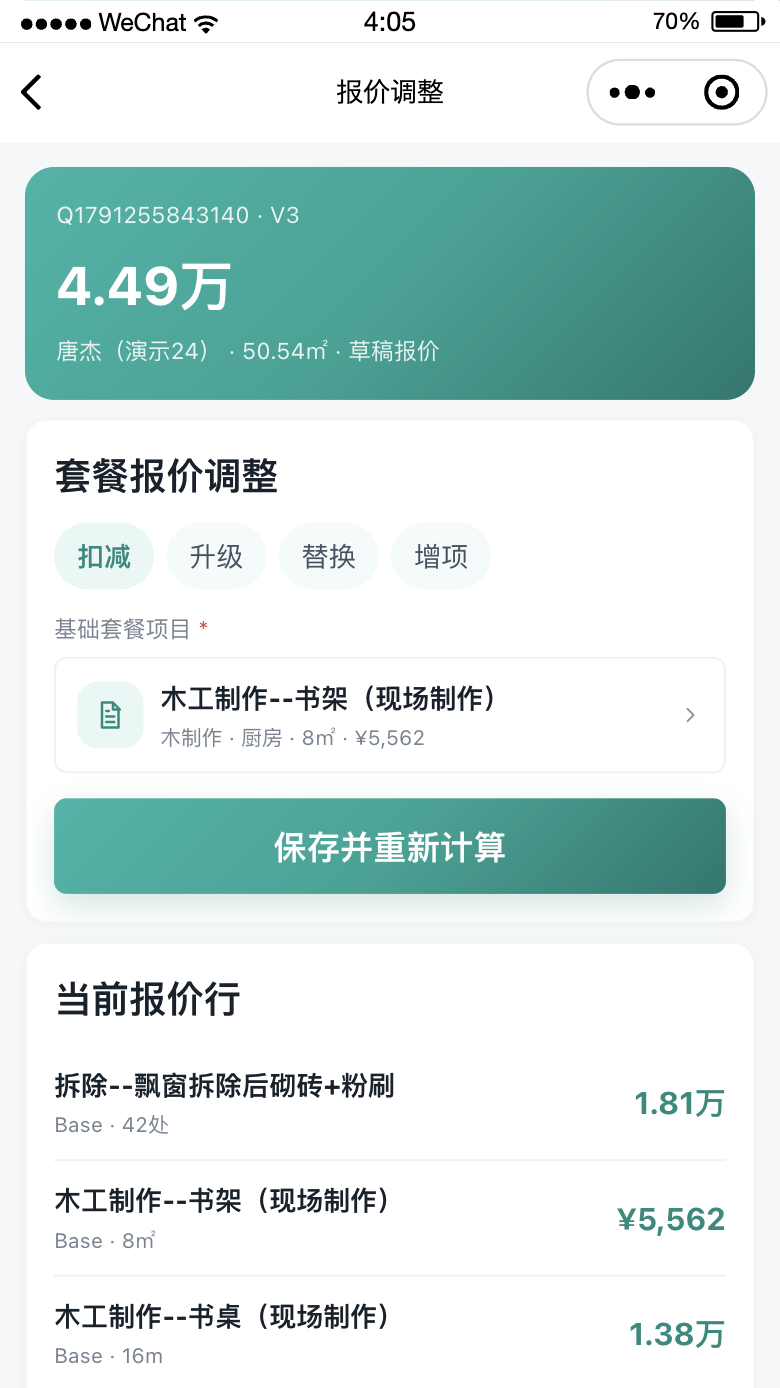 WeChat 4:05 70%
报价调整
Q1791255843140 · V3
4.49万
唐杰（演示24） · 50.54㎡ · 草稿报价
套餐报价调整
扣减 升级 替换 增项
基础套餐项目 *
木工制作--书架（现场制作）
木制作 · 厨房 · 8㎡ · ¥5,562
保存并重新计算
当前报价行
拆除--飘窗拆除后砌砖+粉刷
1.81万
Base · 42处
木工制作--书架（现场制作）
¥5,562
Base · 8㎡
木工制作--书桌（现场制作）
1.38万
Base · 16m